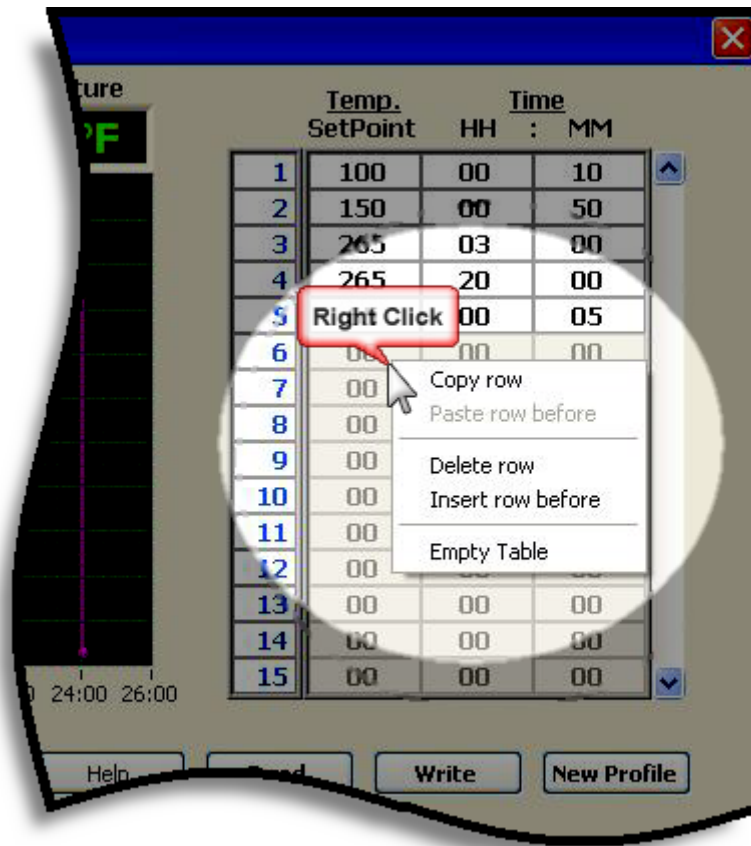 ture
°F
Temp. Time
SetPoint HH : MM
1 100 00 10
2 150 00 50
3 265 03 00
4 265 20 00
5 00 05
Right Click
6 00 00 00
7 00
8 00
9 00
10 00
11 00
12 00
13 00 00 00
14 00 00 00
15 00 00 00
Copy row
Paste row before
Delete row
Insert row before
Empty Table
24:00 26:00
Help Write New Profile